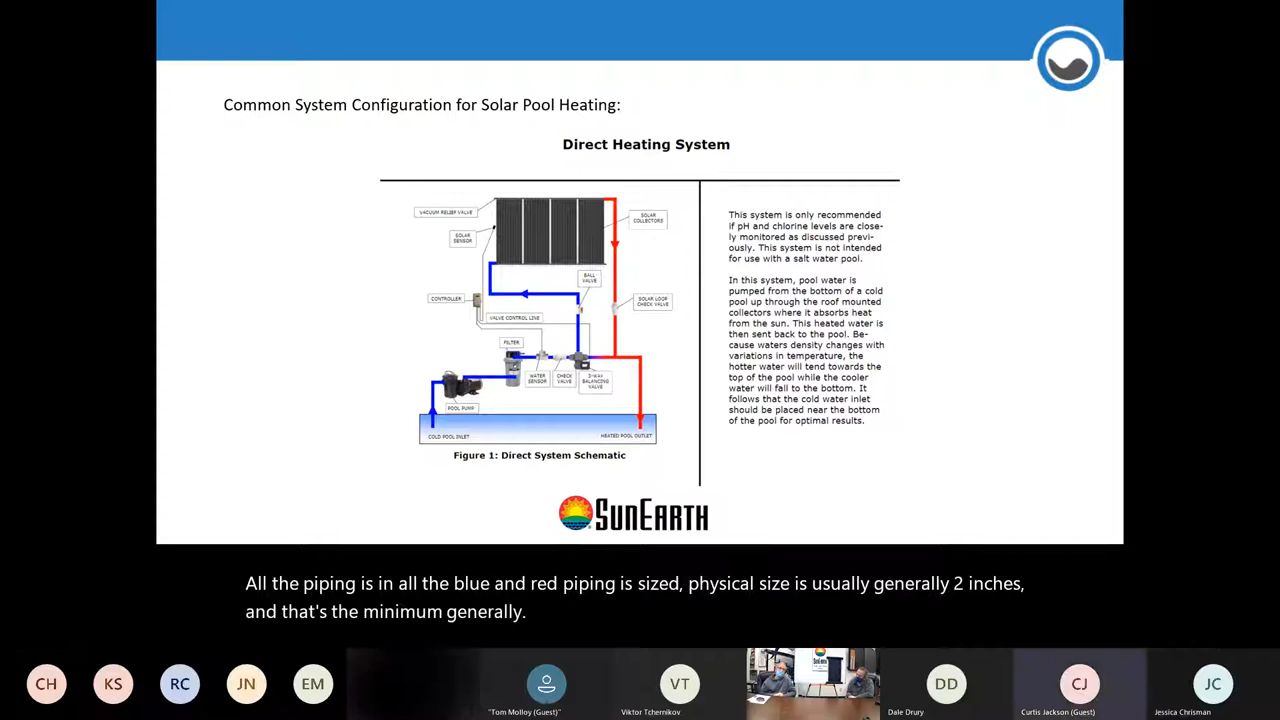 Common System Configuration for Solar Pool Heating:
Direct Heating System
VACUUM RELIEF VALVE
SOLAR
SENSOR
SOLAR
COLLECTORS
BALL
VALVE
CONTROLLER
SOLAR LOOP
CHECK VALVE
VALVE CONTROL LINE
FILTER
WATER
SENSOR
CHECK
VALVE
3-WAY
BALANCING
VALVE
POOL PUMP
COLD POOL INLET
HEATED POOL OUTLET
Figure 1: Direct System Schematic
This system is only recommended
if pH and chlorine levels are close-
ly monitored as discussed previ-
ously. This system is not intended
for use with a salt water pool.
In this system, pool water is
pumped from the bottom of a cold
pool up through the roof mounted
collectors where it absorbs heat
from the sun. This heated water is
then sent back to the pool. Be-
cause waters density changes with
variations in temperature, the
hotter water will tend towards the
top of the pool while the cooler
water will fall to the bottom. It
follows that the cold water inlet
should be placed near the bottom
of the pool for optimal results.
SUNEARTH
All the piping is in all the blue and red piping is sized, physical size is usually generally 2 inches,
and that's the minimum generally.
CH
KS
RC
JN
EM
"Tom Molloy (Guest)"
VT
Viktor Tchernikov
DD
Dale Drury
CJ
Curtis Jackson (Guest)
JC
Jessica Chrisman